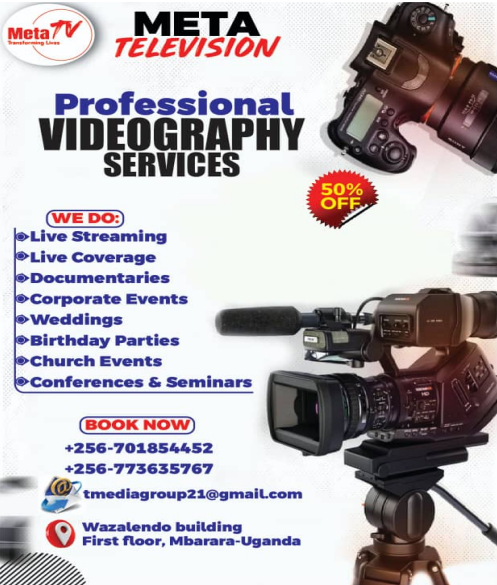 Meta TV
Transforming Lives
META
TELEVISION
Professional
VIDEOGRAPHY
SERVICES
50%
OFF
WE DO:
Live Streaming
Live Coverage
Documentaries
Corporate Events
Weddings
Birthday Parties
Church Events
Conferences & Seminars
BOOK NOW
+256-701854452
+256-773635767
tmediagroup21@gmail.com
Wazalendo building
First floor, Mbarara-Uganda